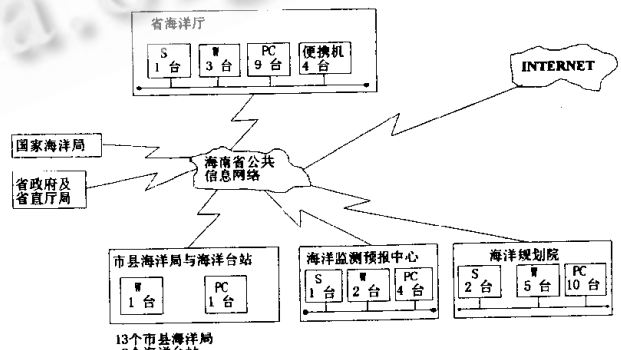 省海洋厅
S
1 台
W
3 台
PC
9 台
便携机
4 台
INTERNET
国家海洋局
海南省公共
信息网络
省政府及
省直厅局
市县海洋局与海洋台站
W
1 台
PC
1 台
海洋监测预报中心
S
1 台
W
2 台
PC
4 台
海洋规划院
S
2 台
W
5 台
PC
10 台
13个市县海洋局